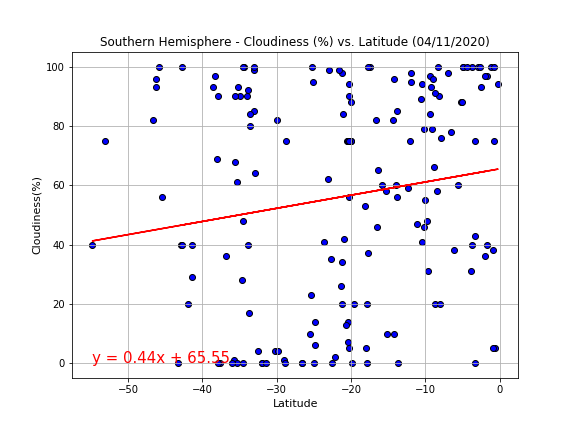 Southern Hemisphere - Cloudiness (%) vs. Latitude (04/11/2020)
100
80
60
40
20
0
Cloudiness(%)
y = 0.44x + 65.55
−50 −40 −30 −20 −10 0
Latitude